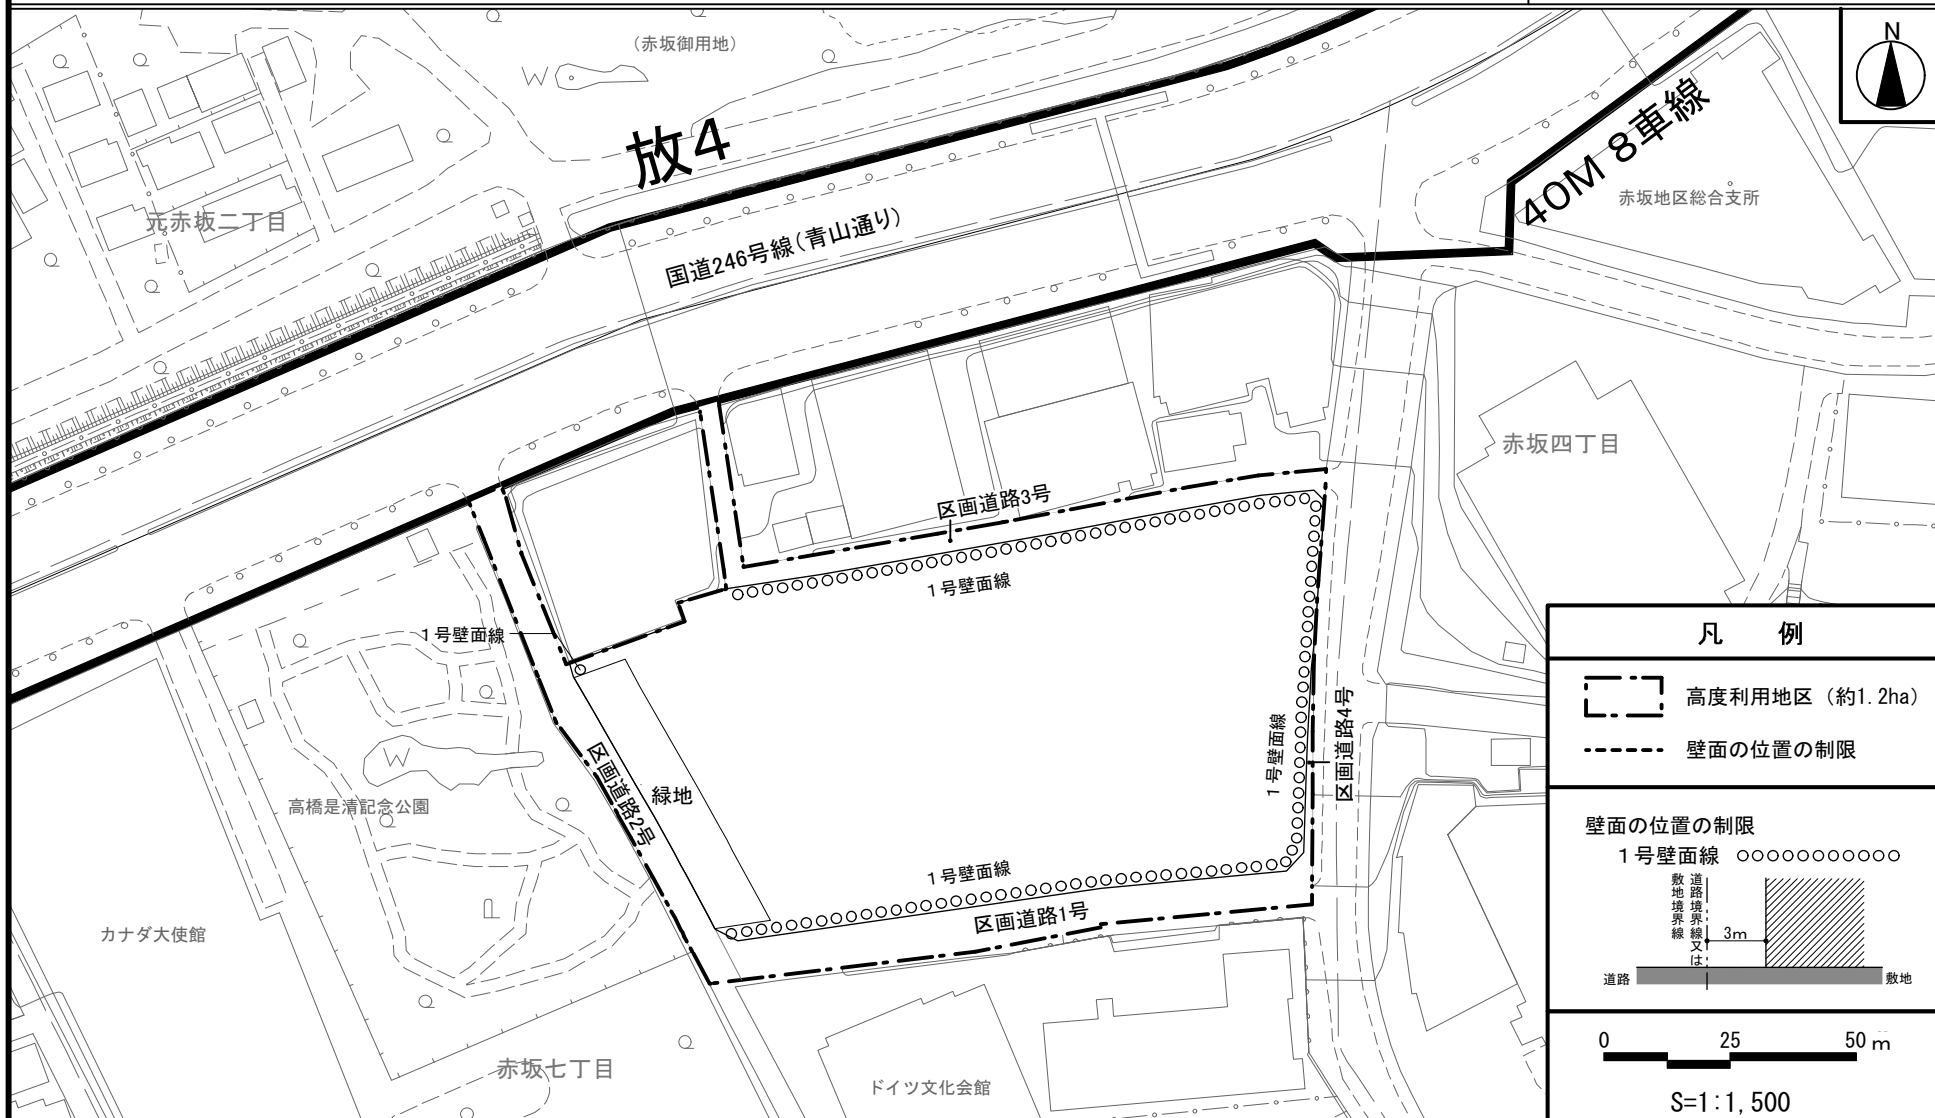 (赤坂御用地)
N
放4
40M 8車線
元赤坂二丁目
国道246号線(青山通り)
赤坂地区総合支所
赤坂四丁目
区画道路3号
1号壁面線
1号壁面線
区画道路4号
1号壁面線
区画道路2号
緑地
高橋是清記念公園
1号壁面線
区画道路1号
カナダ大使館
赤坂七丁目
ドイツ文化会館
凡 例
高度利用地区 (約1.2ha)
壁面の位置の制限
壁面の位置の制限
1号壁面線
道路境界線又は
敷地境界線
3m
道路
敷地
0 25 50 m
S=1:1,500